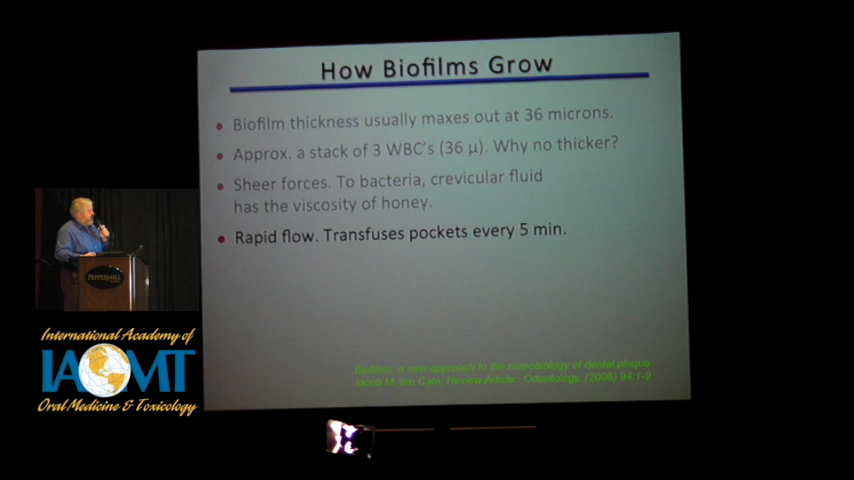 How Biofilms Grow
Biofilm thickness usually maxes out at 36 microns.
Approx. a stack of 3 WBC's (36 µ). Why no thicker?
Sheer forces. To bacteria, crevicular fluid
has the viscosity of honey.
Rapid flow. Transfuses pockets every 5 min.
Biofilms, a new approach to the microbiology of dental plaque
Jacob M. ten Cate, Review Article: Odontology, (2006) 94:1-9
PEPPERMILL
International Academy of
IAOMT
Oral Medicine & Toxicology